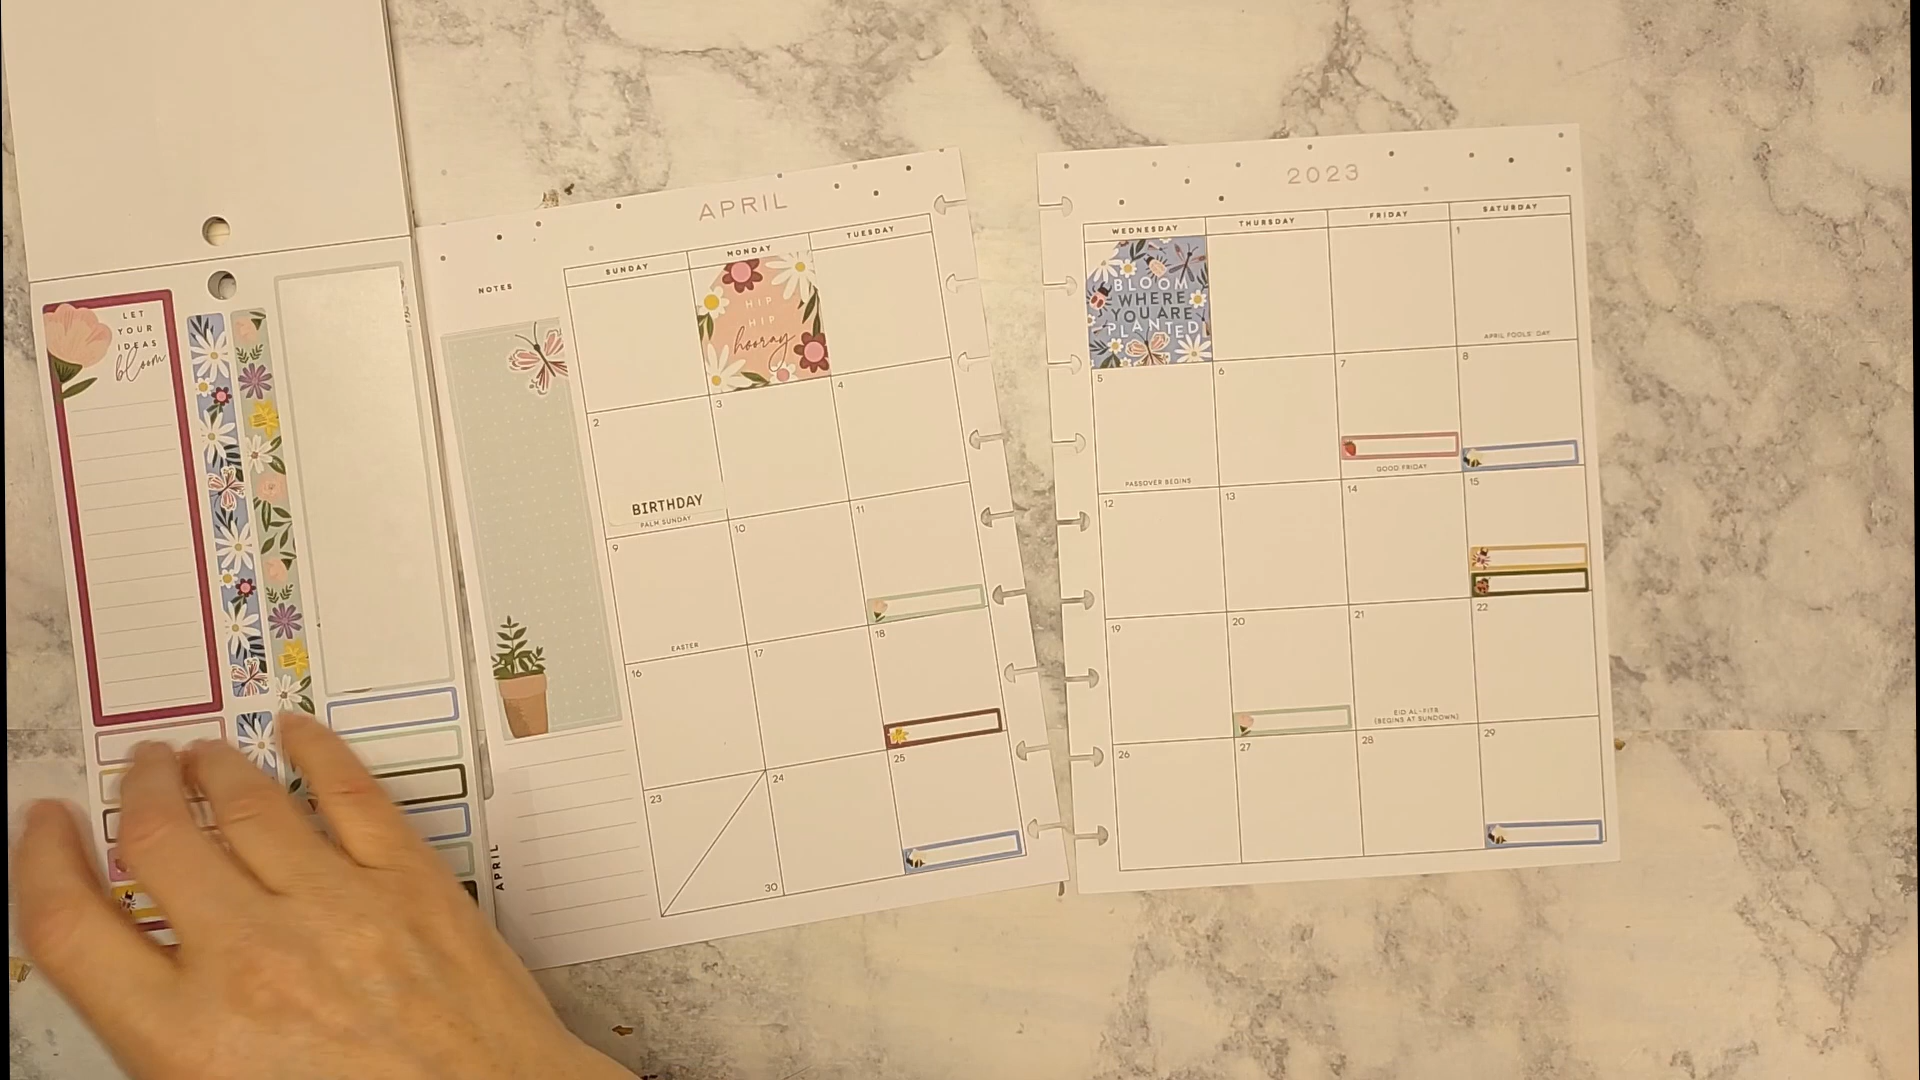 LET
YOUR
IDEAS
bloom
APRIL
NOTES
SUNDAY
MONDAY
TUESDAY
HIP
HIP
hooray
2
3
4
BIRTHDAY
PALM SUNDAY
9
10
11
EASTER
16
17
18
23
24
25
30
APRIL
2023
WEDNESDAY
THURSDAY
FRIDAY
SATURDAY
1
BLOOM
WHERE
YOU ARE
PLANTED
APRIL FOOLS' DAY
5
6
7
8
PASSOVER BEGINS
GOOD FRIDAY
12
13
14
15
19
20
21
22
EID AL-FITR
(BEGINS AT SUNDOWN)
26
27
28
29